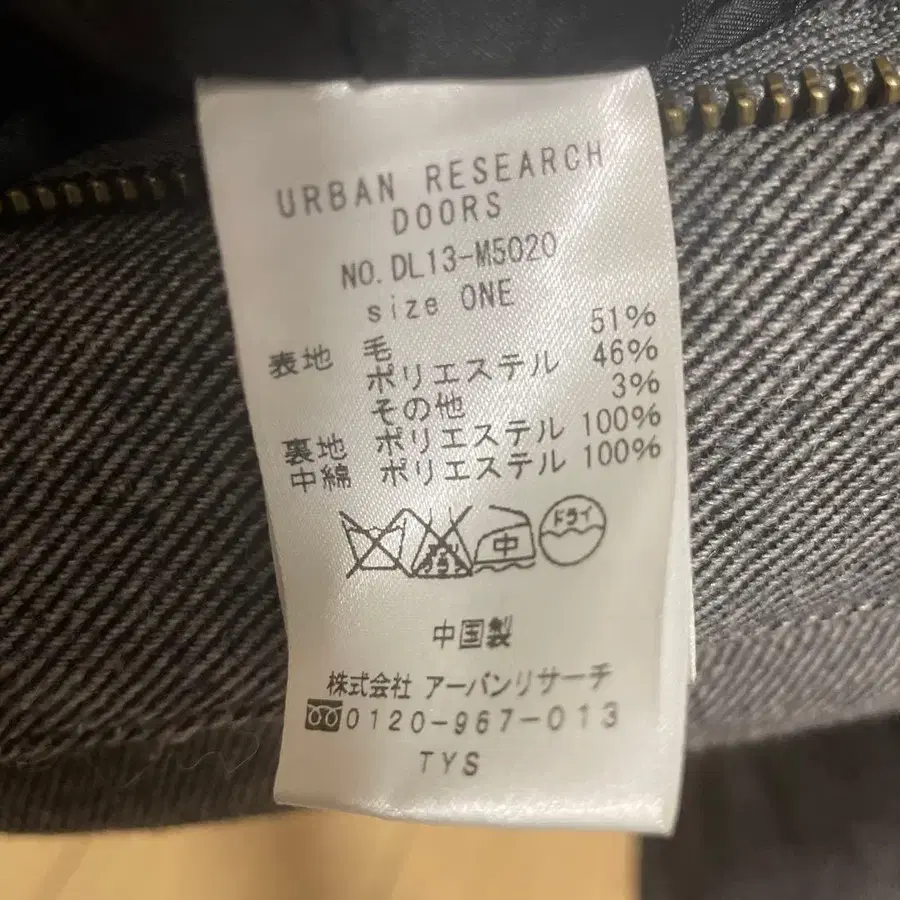 URBAN RESEARCH
DOORS
NO. DL13-M5020
size ONE
表地 毛 51%
ポリエステル 46%
その他 3%
裏地 ポリエステル 100%
中綿 ポリエステル 100%
中 ドライ
中国製
株式会社 アーバンリサーチ
0120-967-013
TYS